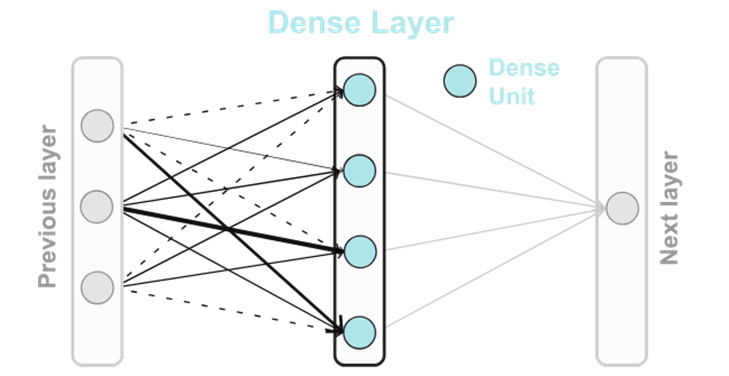 Dense Layer
Dense
Unit
Previous layer
Next layer